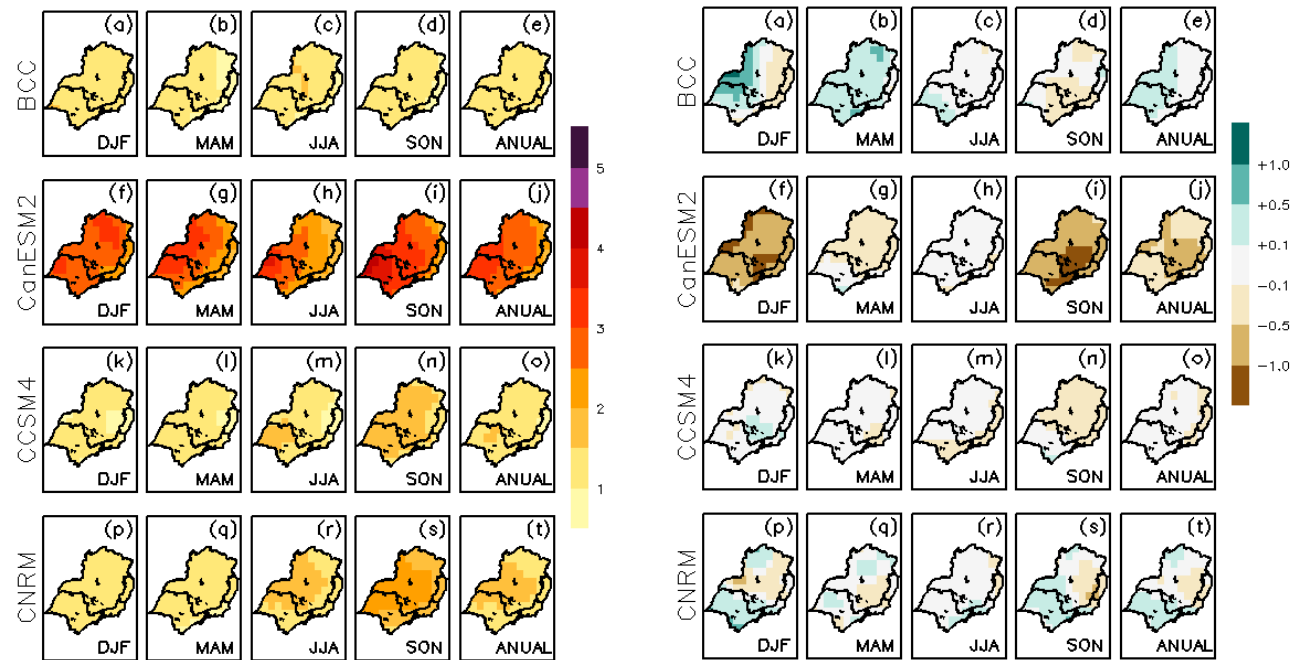 (a) (b) (c) (d) (e)
BCC
DJF MAM JJA SON ANUAL
(f) (g) (h) (i) (j)
CanESM2
DJF MAM JJA SON ANUAL
(k) (l) (m) (n) (o)
CCSM4
DJF MAM JJA SON ANUAL
(p) (q) (r) (s) (t)
CNRM
DJF MAM JJA SON ANUAL
5
4
3
2
1
(a) (b) (c) (d) (e)
BCC
DJF MAM JJA SON ANUAL
(f) (g) (h) (i) (j)
CanESM2
DJF MAM JJA SON ANUAL
(k) (l) (m) (n) (o)
CCSM4
DJF MAM JJA SON ANUAL
(p) (q) (r) (s) (t)
CNRM
DJF MAM JJA SON ANUAL
+1.0
+0.5
+0.1
−0.1
−0.5
−1.0